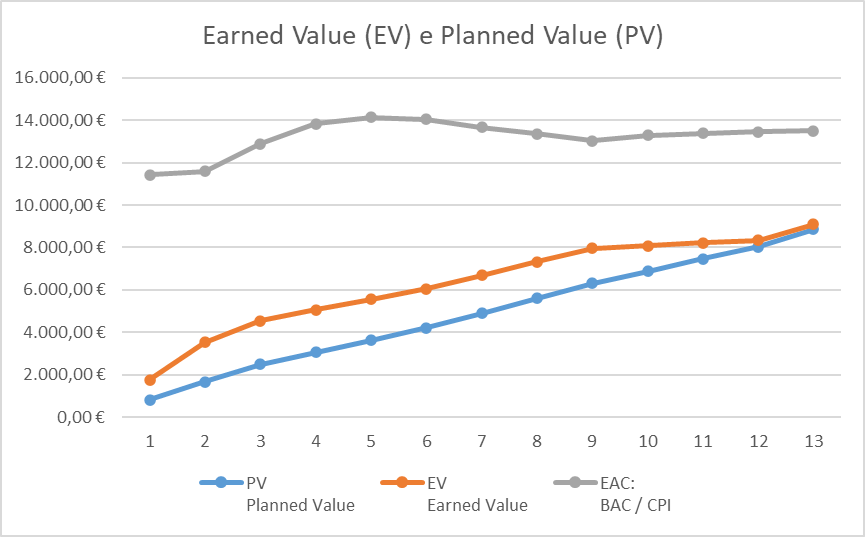 Earned Value (EV) e Planned Value (PV)
16.000,00 €
14.000,00 €
12.000,00 €
10.000,00 €
8.000,00 €
6.000,00 €
4.000,00 €
2.000,00 €
0,00 €
1 2 3 4 5 6 7 8 9 10 11 12 13
PV
Planned Value
EV
Earned Value
EAC:
BAC / CPI